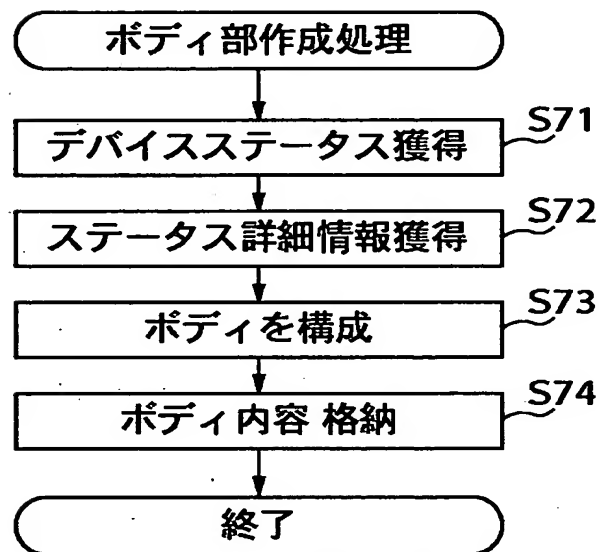 ボディ部作成処理
デバイスステータス獲得
S71
ステータス詳細情報獲得
S72
ボディを構成
S73
ボディ内容 格納
S74
終了